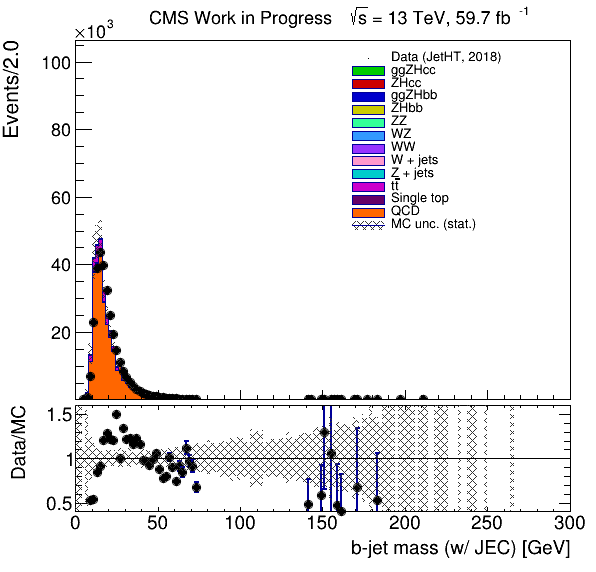 CMS Work in Progress √s = 13 TeV, 59.7 fb⁻¹
×10³
Events/2.0
100
80
60
40
20
Data (JetHT, 2018)
ggZHcc
ZHcc
ggZHbb
ZHbb
ZZ
WZ
WW
W + jets
Z + jets
tt̅
Single top
QCD
MC unc. (stat.)
Data/MC
1.5
1
0.5
0 50 100 150 200 250 300
b-jet mass (w/ JEC) [GeV]